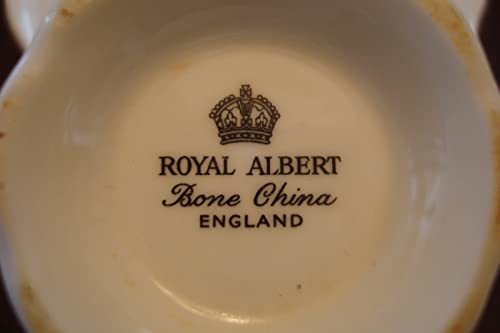 ROYAL ALBERT
Bone China
ENGLAND